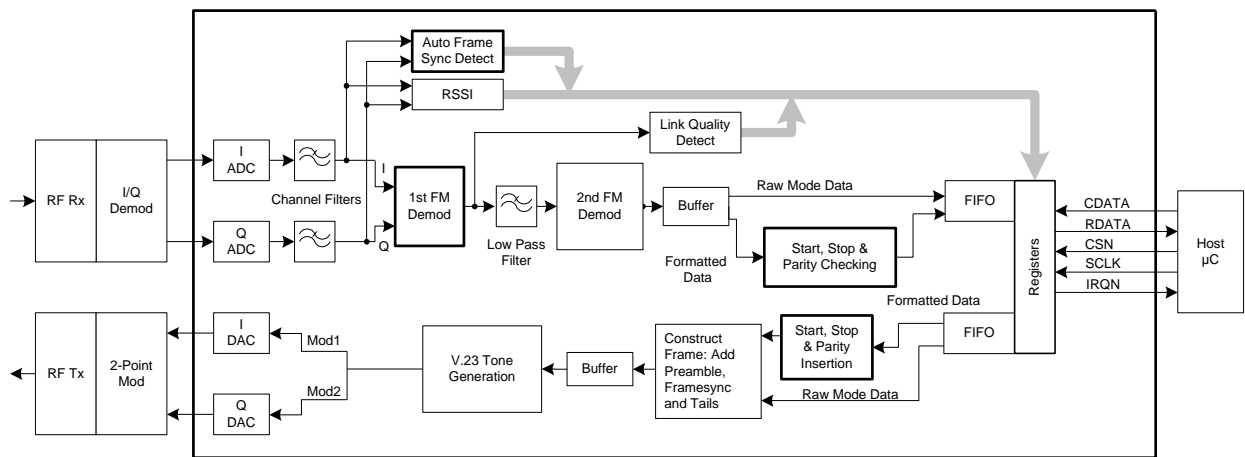 Auto Frame
Sync Detect
RSSI
Link Quality
Detect
RF Rx
I/Q
Demod
I
ADC
Channel Filters
Q
ADC
I
Q
1st FM
Demod
Low Pass
Filter
2nd FM
Demod
Buffer
Raw Mode Data
Formatted
Data
Start, Stop &
Parity Checking
FIFO
Registers
CDATA
RDATA
CSN
SCLK
IRQN
Host
µC
RF Tx
2-Point
Mod
I
DAC
Q
DAC
Mod1
Mod2
V.23 Tone
Generation
Buffer
Construct
Frame: Add
Preamble,
Framesync
and Tails
Start, Stop
& Parity
Insertion
Formatted Data
FIFO
Raw Mode Data